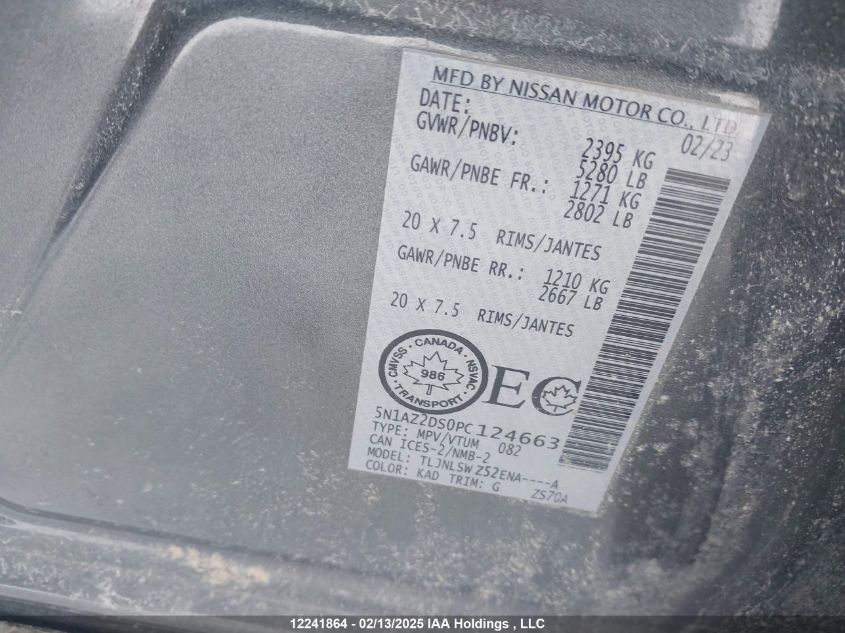 MFD BY NISSAN MOTOR CO., LTD.
DATE: 02/23
GVWR/PNBV: 2395 KG
5280 LB
GAWR/PNBE FR.: 1271 KG
2802 LB
20 X 7.5 RIMS/JANTES
GAWR/PNBE RR.: 1210 KG
2667 LB
20 X 7.5 RIMS/JANTES
CMVSS · CANADA · NSVAC
986
· TRANSPORT ·
EC
5N1AZ2DS0PC124663
TYPE: MPV/VTUM 082
CAN ICES-2/NMB-2
MODEL: TLJNLSW Z52ENA----A
COLOR: KAD TRIM: G ZS70A
12241864 - 02/13/2025 IAA Holdings , LLC